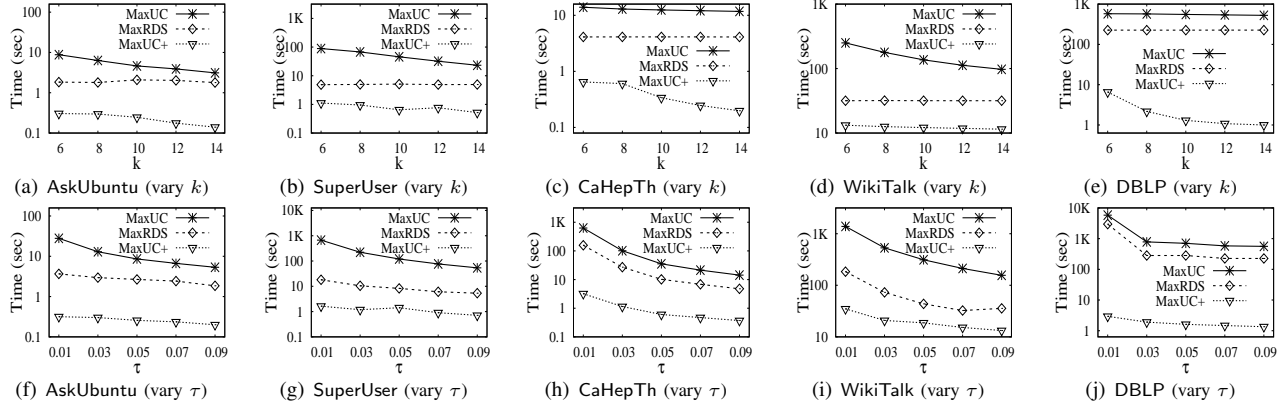 Time (sec)
100
10
1
0.1
MaxUC
MaxRDS
MaxUC+
6 8 10 12 14
k
(a) AskUbuntu (vary k)
Time (sec)
1K
100
10
1
0.1
MaxUC
MaxRDS
MaxUC+
6 8 10 12 14
k
(b) SuperUser (vary k)
Time (sec)
10
1
0.1
MaxUC
MaxRDS
MaxUC+
6 8 10 12 14
k
(c) CaHepTh (vary k)
Time (sec)
1K
100
10
MaxUC
MaxRDS
MaxUC+
6 8 10 12 14
k
(d) WikiTalk (vary k)
Time (sec)
1K
100
10
1
MaxUC
MaxRDS
MaxUC+
6 8 10 12 14
k
(e) DBLP (vary k)
Time (sec)
100
10
1
0.1
MaxUC
MaxRDS
MaxUC+
0.01 0.03 0.05 0.07 0.09
τ
(f) AskUbuntu (vary τ)
Time (sec)
10K
1K
100
10
1
0.1
MaxUC
MaxRDS
MaxUC+
0.01 0.03 0.05 0.07 0.09
τ
(g) SuperUser (vary τ)
Time (sec)
1K
100
10
1
0.1
MaxUC
MaxRDS
MaxUC+
0.01 0.03 0.05 0.07 0.09
τ
(h) CaHepTh (vary τ)
Time (sec)
1K
100
10
MaxUC
MaxRDS
MaxUC+
0.01 0.03 0.05 0.07 0.09
τ
(i) WikiTalk (vary τ)
Time (sec)
10K
1K
100
10
1
MaxUC
MaxRDS
MaxUC+
0.01 0.03 0.05 0.07 0.09
τ
(j) DBLP (vary τ)